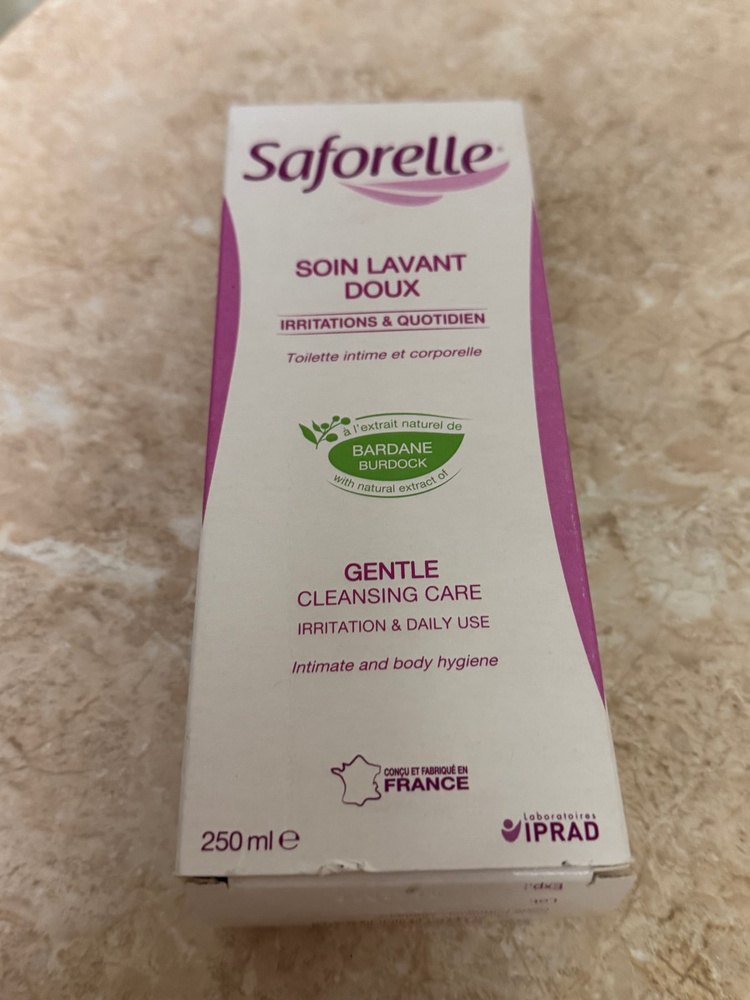 Saforelle®
SOIN LAVANT
DOUX
IRRITATIONS & QUOTIDIEN
Toilette intime et corporelle
à l'extrait naturel de
BARDANE
BURDOCK
with natural extract of
GENTLE
CLEANSING CARE
IRRITATION & DAILY USE
Intimate and body hygiene
CONÇU ET FABRIQUÉ EN
FRANCE
250 ml ℮
Laboratoires
IPRAD
Exp.:
Lot: